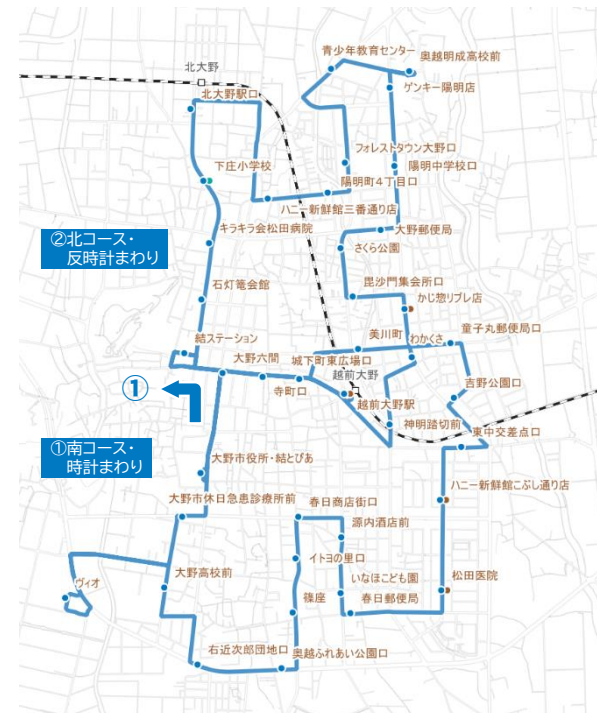 青少年教育センター
奥越明成高校前
北大野
ゲンキー陽明店
北大野駅口
フォレストタウン大野口
下庄小学校
陽明中学校口
陽明町4丁目口
ハニー新鮮館三番通り店
キラキラ会松田病院
大野郵便局
②北コース・
反時計まわり
さくら公園
石灯篭会館
毘沙門集会所口
かじ惣リブレ店
結ステーション
美川町
わかくさ
童子丸郵便局口
大野六間
城下町東広場口
①
越前大野
吉野公園口
寺町口
越前大野駅
神明踏切前
東中交差点口
①南コース・
時計まわり
大野市役所・結とぴあ
ハニー新鮮館こぶし通り店
大野市休日急患診療所前
春日商店街口
源内酒店前
イトヨの里口
ヴィオ
大野高校前
いなほこども園
松田医院
篠座
春日郵便局
右近次郎団地口
奥越ふれあい公園口